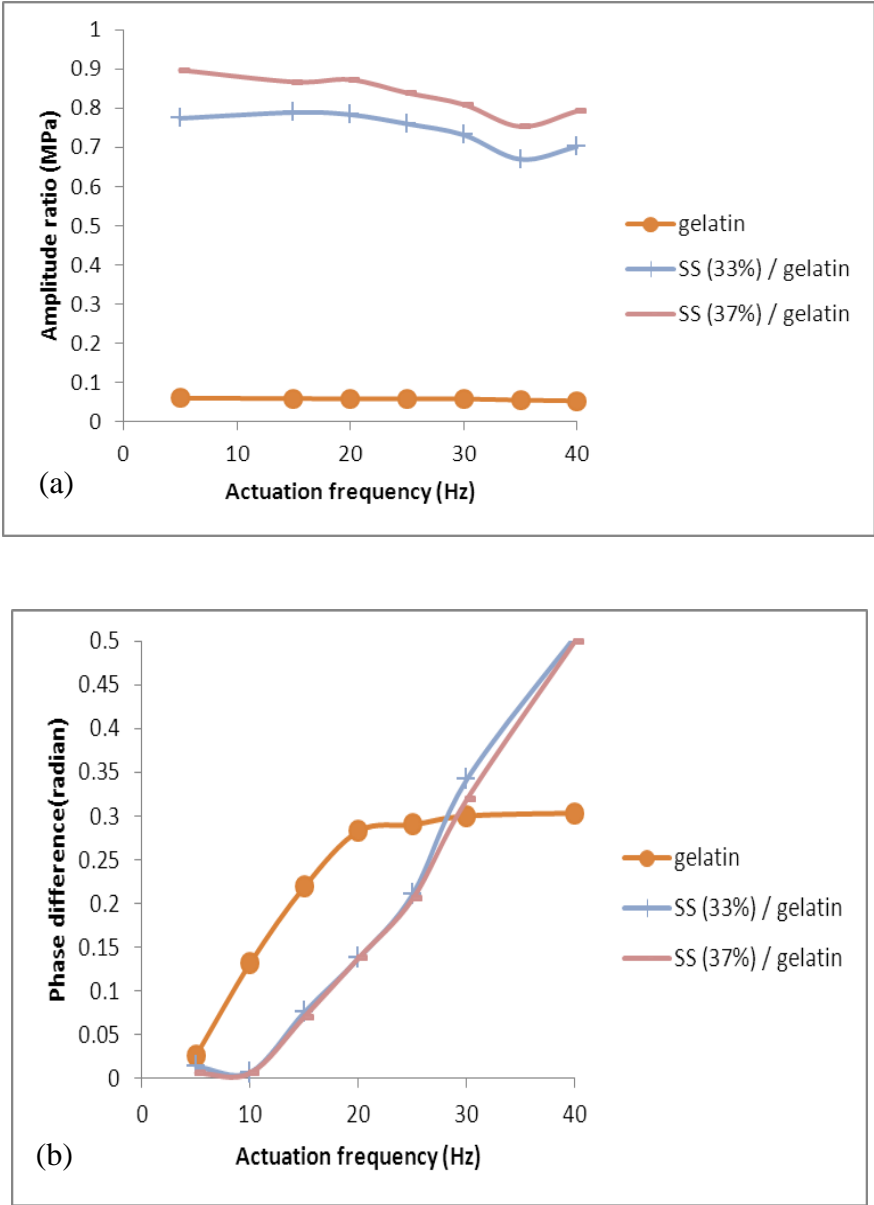 1
0.9
0.8
0.7
0.6
0.5
0.4
0.3
0.2
0.1
0
Amplitude ratio (MPa)
0 10 20 30 40
Actuation frequency (Hz)
gelatin
SS (33%) / gelatin
SS (37%) / gelatin
(a)
0.5
0.45
0.4
0.35
0.3
0.25
0.2
0.15
0.1
0.05
0
Phase difference(radian)
0 10 20 30 40
Actuation frequency (Hz)
gelatin
SS (33%) / gelatin
SS (37%) / gelatin
(b)